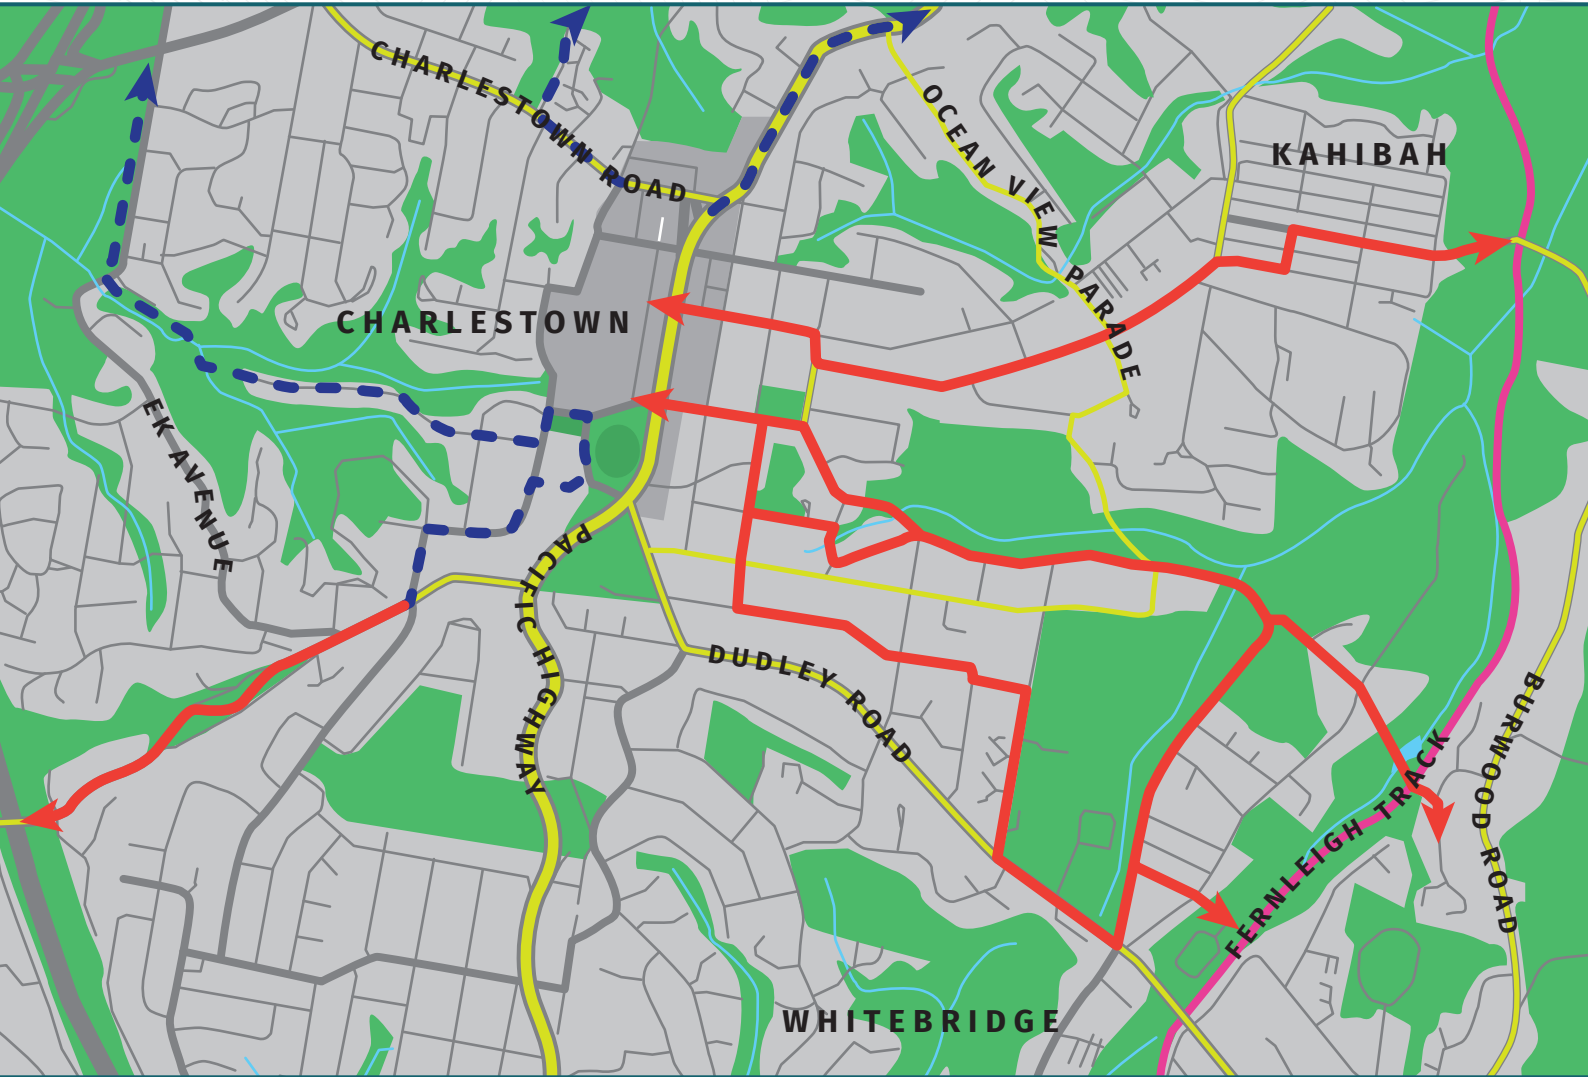 CHARLESTOWN ROAD
OCEAN VIEW PARADE
KAHIBAH
CHARLESTOWN
EK AVENUE
PACIFIC HIGHWAY
DUDLEY ROAD
BURWOOD ROAD
FERNLEIGH TRACK
WHITEBRIDGE